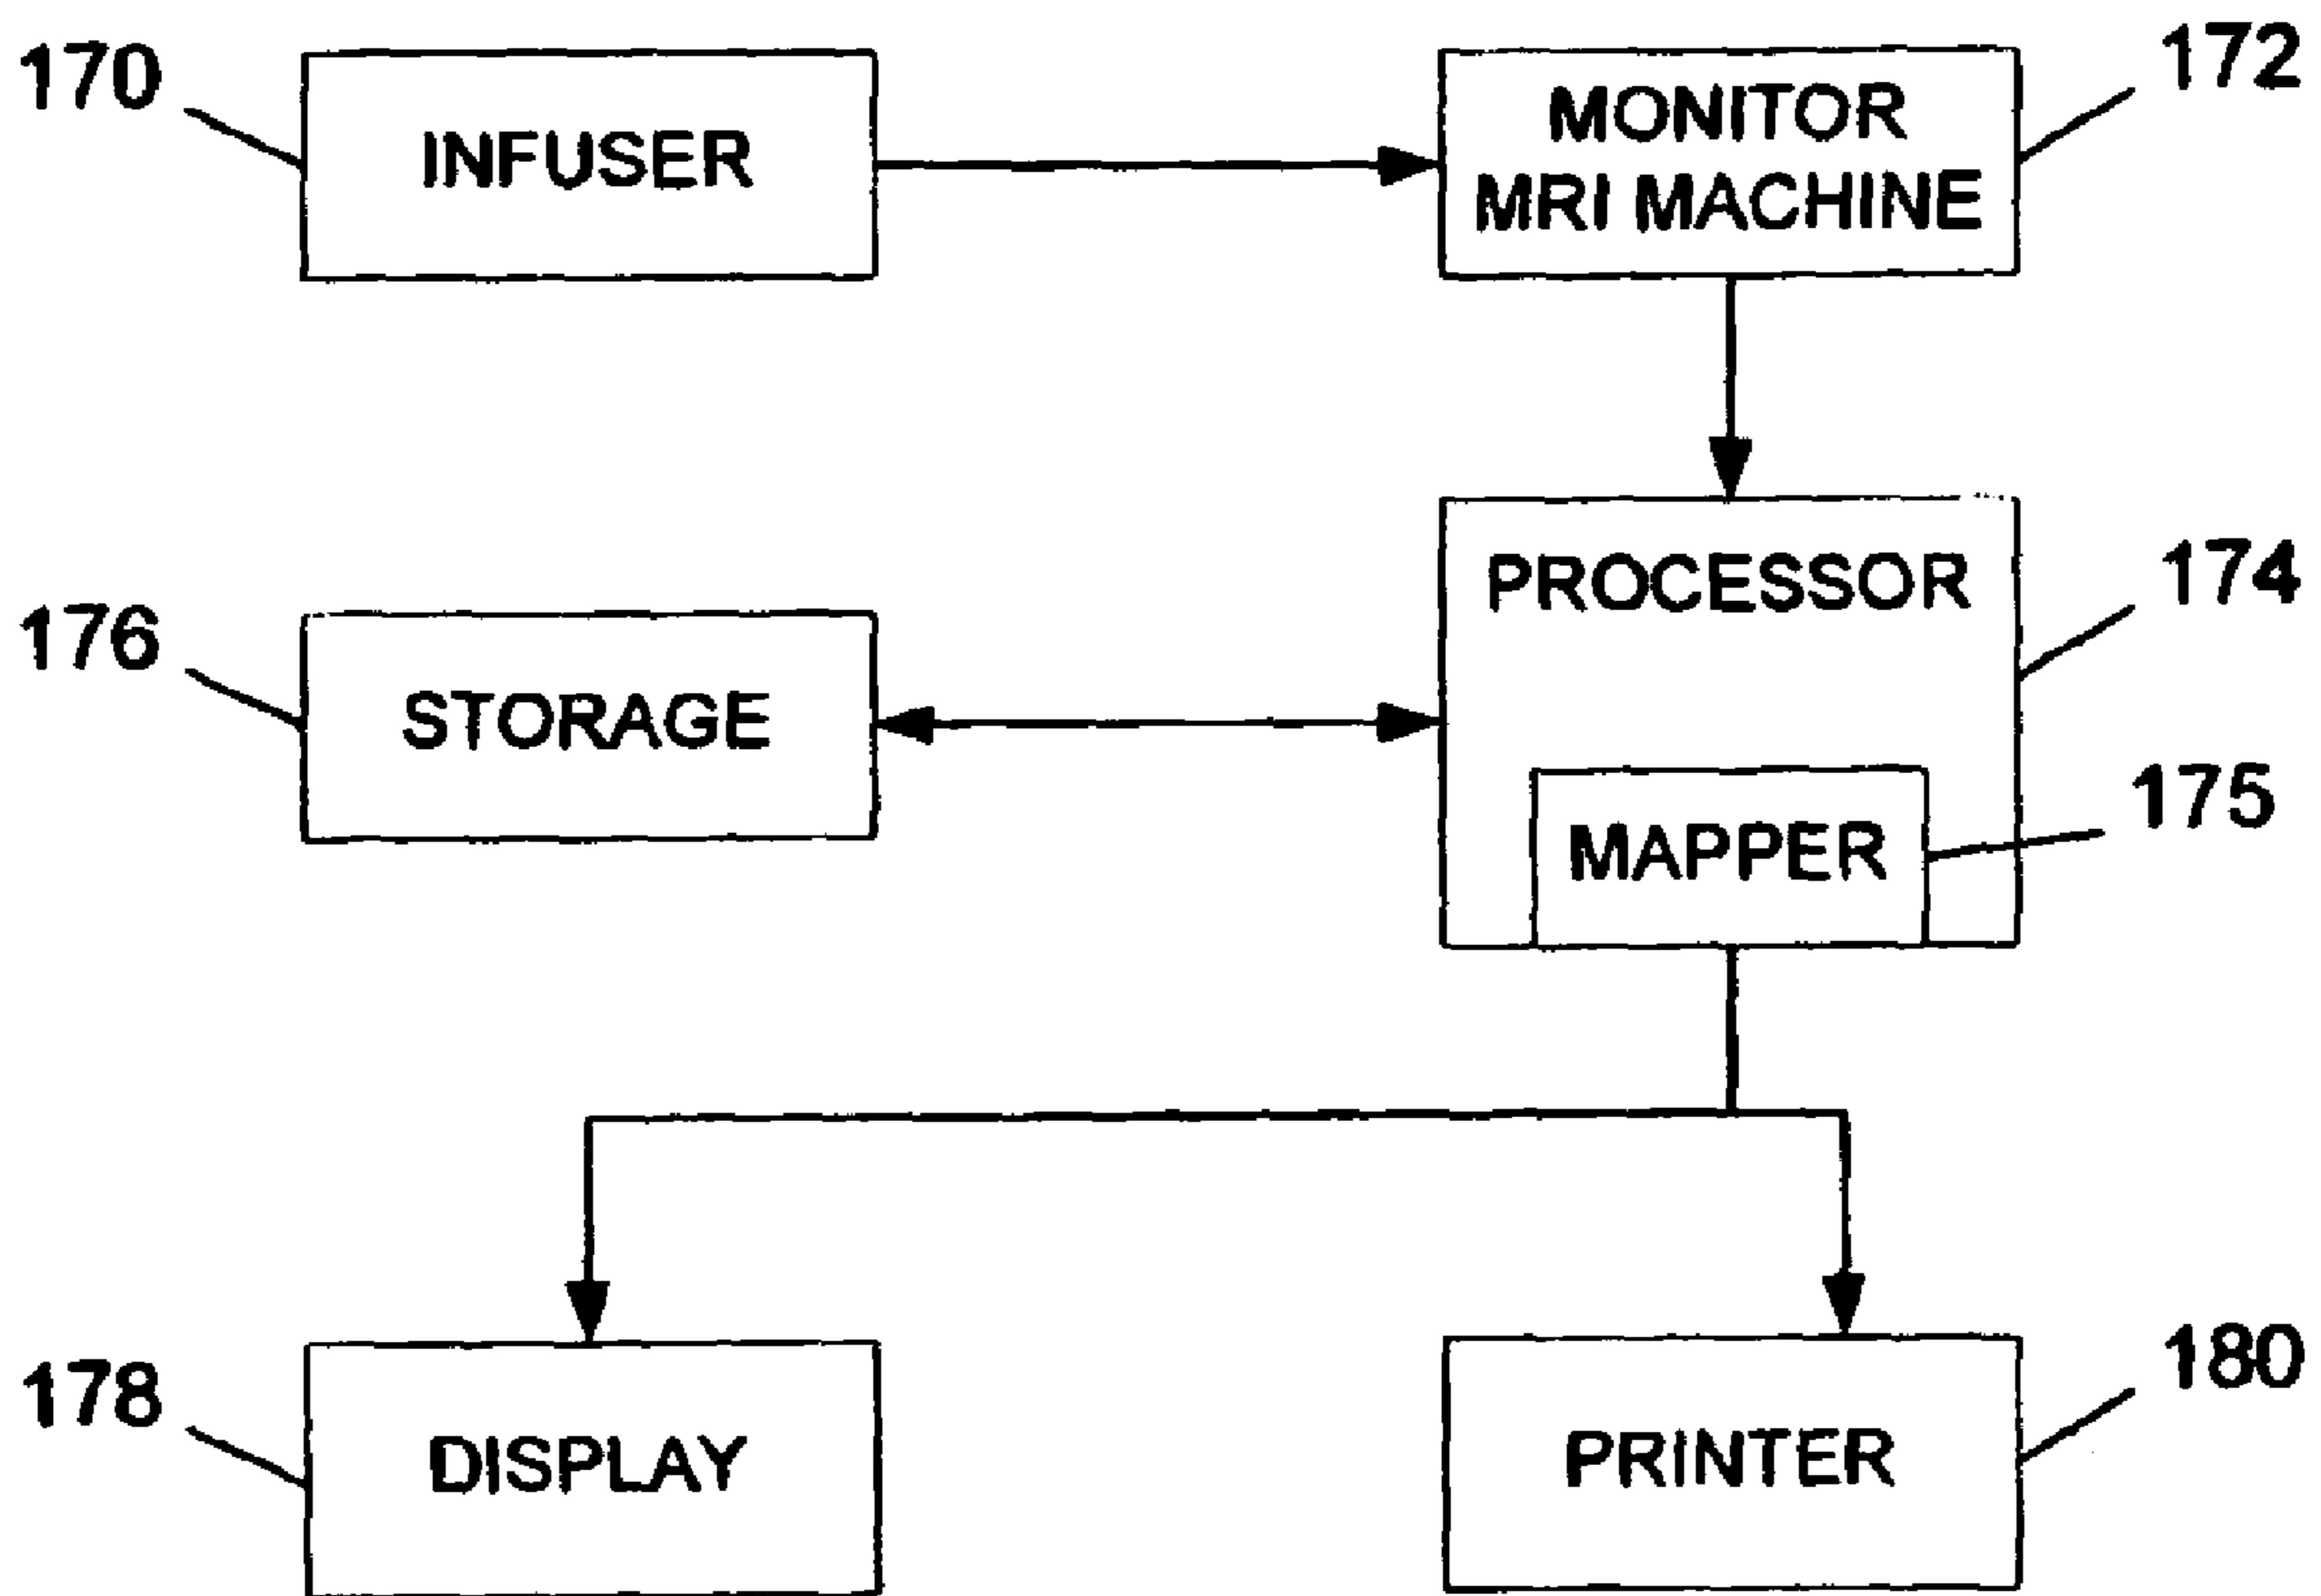 170
INFUSER
MONITOR
MRI MACHINE
172
PROCESSOR
174
176
STORAGE
MAPPER
175
178
DISPLAY
PRINTER
180